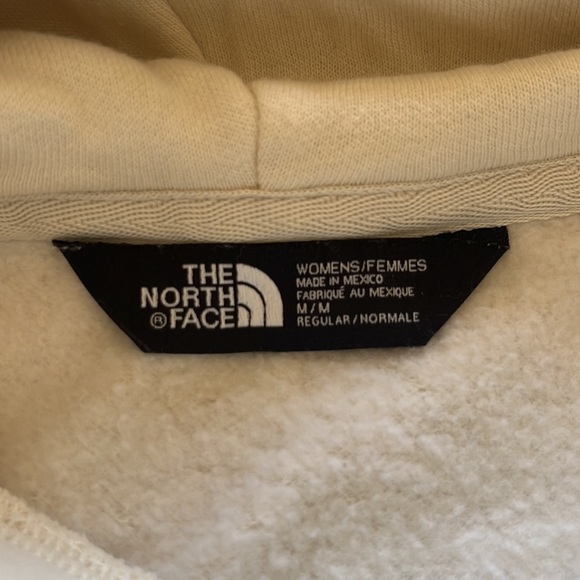 THE
NORTH
® FACE
WOMENS/FEMMES
MADE IN MEXICO
FABRIQUÉ AU MEXIQUE
M/M
REGULAR/NORMALE